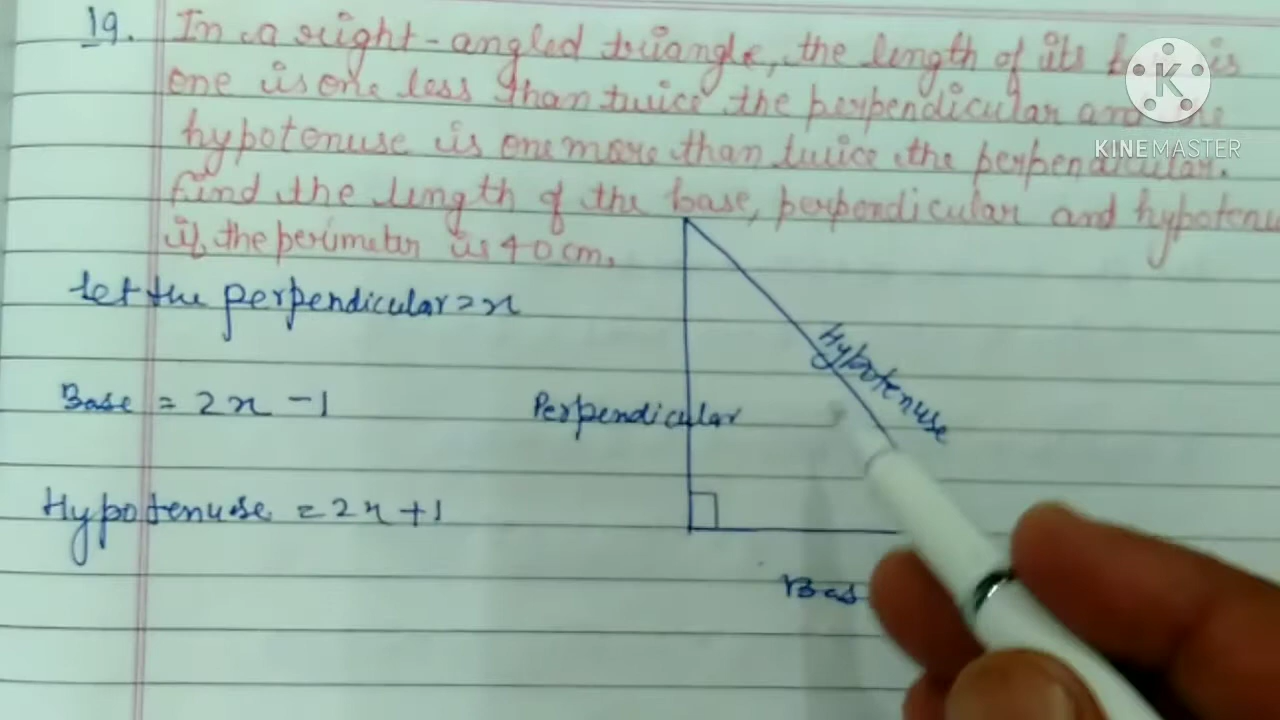 19. In a right-angled triangle, the length of its is
one is one less than twice the perpendicular and
hypotenuse is one more than twice the perpendicular.
Find the length of the base, perpendicular and hypotenu
if the perimeter is 40 cm.
Let the perpendicular = x
Base = 2x - 1
Hypotenuse = 2x + 1
Perpendicular
Hypotenuse
Bas
K
KINEMASTER